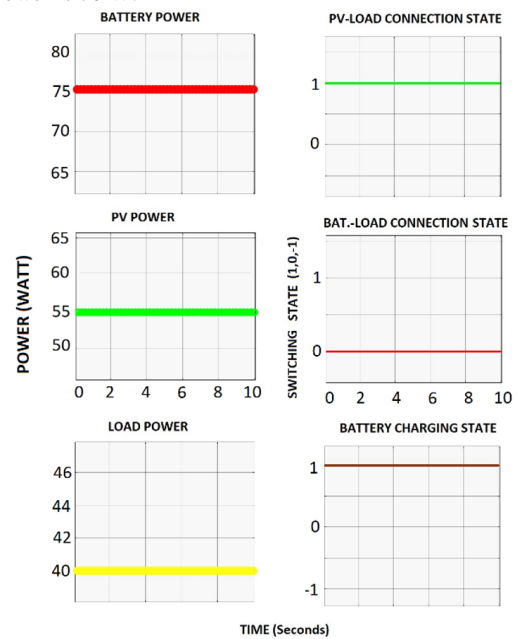 BATTERY POWER
80
75
70
65
PV-LOAD CONNECTION STATE
1
0
PV POWER
65
60
55
50
0 2 4 6 8 10
POWER (WATT)
BAT.-LOAD CONNECTION STATE
1
0
0 2 4 6 8 10
SWITCHING STATE (1,0,-1)
LOAD POWER
46
44
42
40
BATTERY CHARGING STATE
1
0
-1
TIME (Seconds)